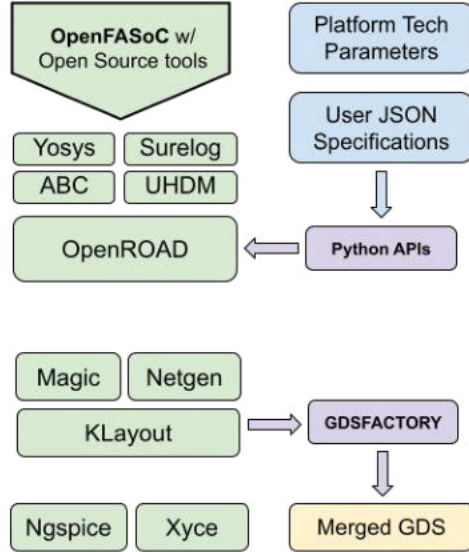 OpenFASoC w/
Open Source tools
Platform Tech
Parameters
User JSON
Specifications
Yosys
Surelog
ABC
UHDM
OpenROAD
Python APIs
Magic
Netgen
KLayout
GDSFACTORY
Ngspice
Xyce
Merged GDS